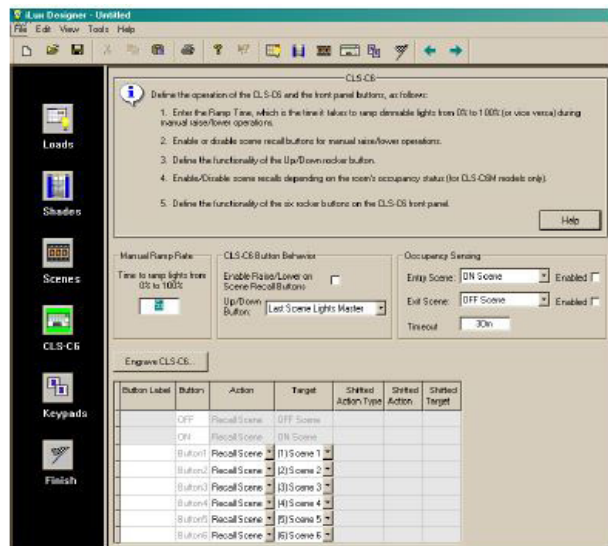 iLux Designer - Untitled
File Edit View Tools Help
CLS-C6
Define the operation of the CLS-C6 and the front panel buttons, as follows:
1. Enter the Ramp Time, which is the time it takes to ramp dimmable lights from 0% to 100% (or vice versa) during
manual raise/lower operations.
2. Enable or disable scene recall buttons for manual raise/lower operations.
3. Define the functionality of the Up/Down rocker button.
4. Enable/Disable scene recalls depending on the room's occupancy status (for CLS-C6M models only).
5. Define the functionality of the six rocker buttons on the CLS-C6 front panel.
Help
Loads
Shades
Scenes
CLS-C6
Keypads
Finish
Manual Ramp Rate
Time to ramp lights from
0% to 100%
CLS-C6 Button Behavior
Enable Raise/Lower on
Scene Recall Buttons
Up/Down
Button: Last Scene Lights Master
Occupancy Sensing
Entry Scene: ON Scene Enabled
Exit Scene: OFF Scene Enabled
Timeout 30m
Engrave CLS-C6...
Button Label Button Action Target Shifted Action Type Shifted Action Shifted Target
OFF Recall Scene OFF Scene
ON Recall Scene ON Scene
Button1 Recall Scene (1) Scene 1
Button2 Recall Scene (2) Scene 2
Button3 Recall Scene (3) Scene 3
Button4 Recall Scene (4) Scene 4
Button5 Recall Scene (5) Scene 5
Button6 Recall Scene (6) Scene 6